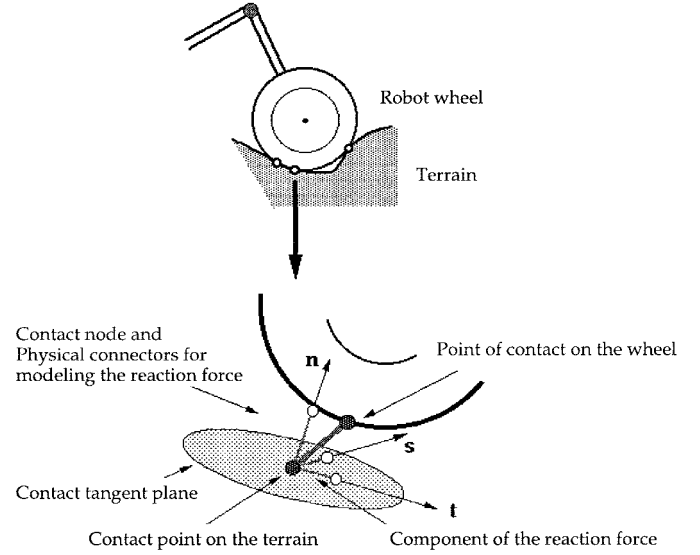 Robot wheel
Terrain
Contact node and
Physical connectors for
modeling the reaction force
Point of contact on the wheel
n
s
t
Contact tangent plane
Contact point on the terrain
Component of the reaction force